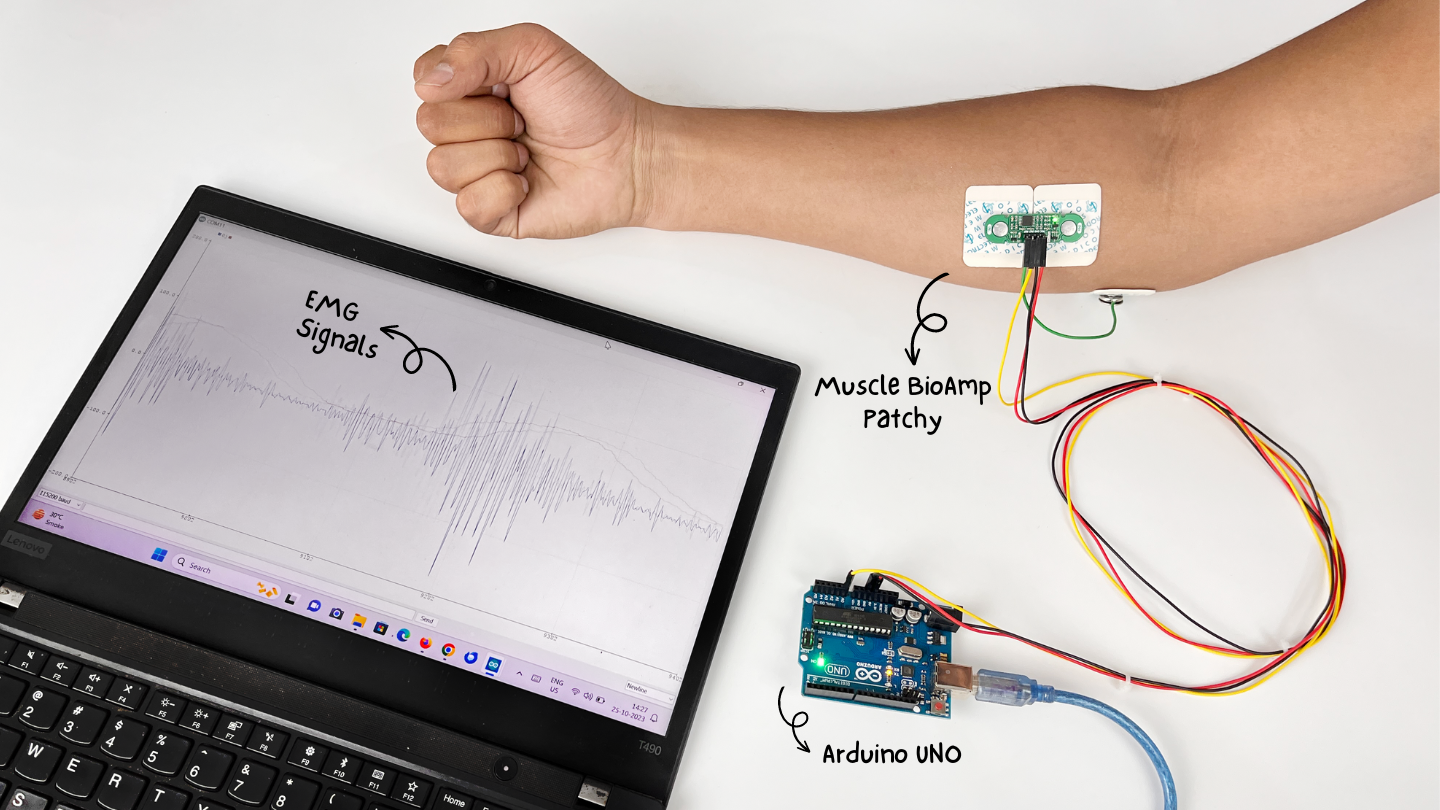 COM11
EMG
Signals
115200 baud
Send
Newline
30°C
Smoke
Search
ENG
US
14:27
25-10-2023
Lenovo
T490
Muscle BioAmp
Patchy
UNO
ARDUINO
Arduino UNO
F1
F2
F3
F4
F5
F6
F7
F8
F9
F10
F11
F12
Home
@
2
#
3
$
4
%
5
^
6
&
7
*
8
(
W
E
R
T
Y